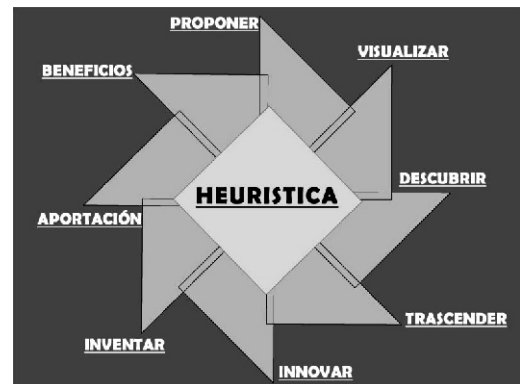 PROPONER
VISUALIZAR
BENEFICIOS
DESCUBRIR
HEURISTICA
APORTACIÓN
TRASCENDER
INVENTAR
INNOVAR